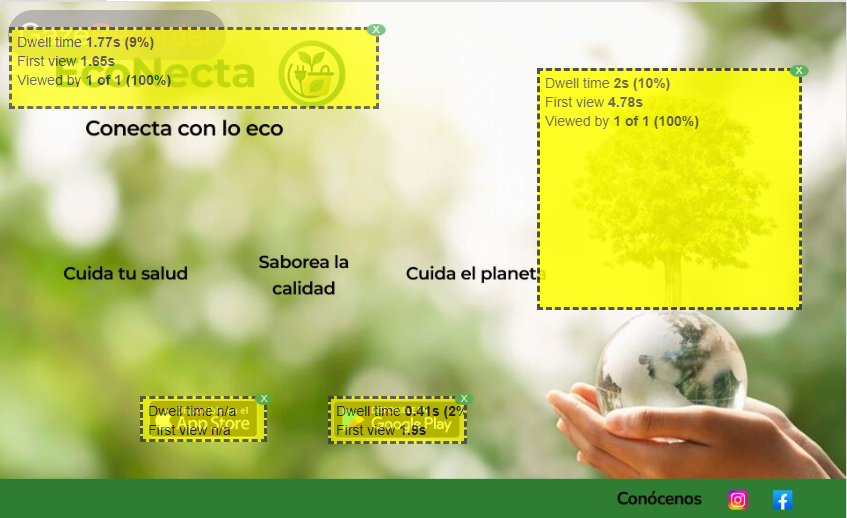 Dwell time 1.77s (9%)
First view 1.65s
EcoNecta
Viewed by 1 of 1 (100%)
X
Conecta con lo eco
X
Dwell time 2s (10%)
First view 4.78s
Viewed by 1 of 1 (100%)
Cuida tu salud
Saborea la
calidad
Cuida el planeta
X
Dwell time n/a
App Store
First view n/a
X
Dwell time 0.41s (2%
Google Play
First view 1.9s
Conócenos